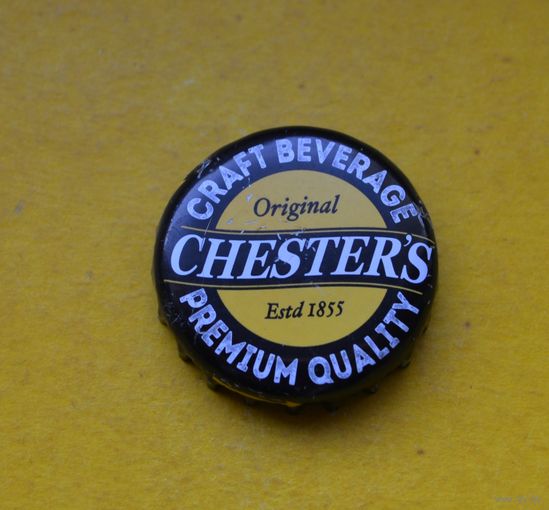 CRAFT BEVERAGE
Original
CHESTER'S
Estd 1855
PREMIUM QUALITY